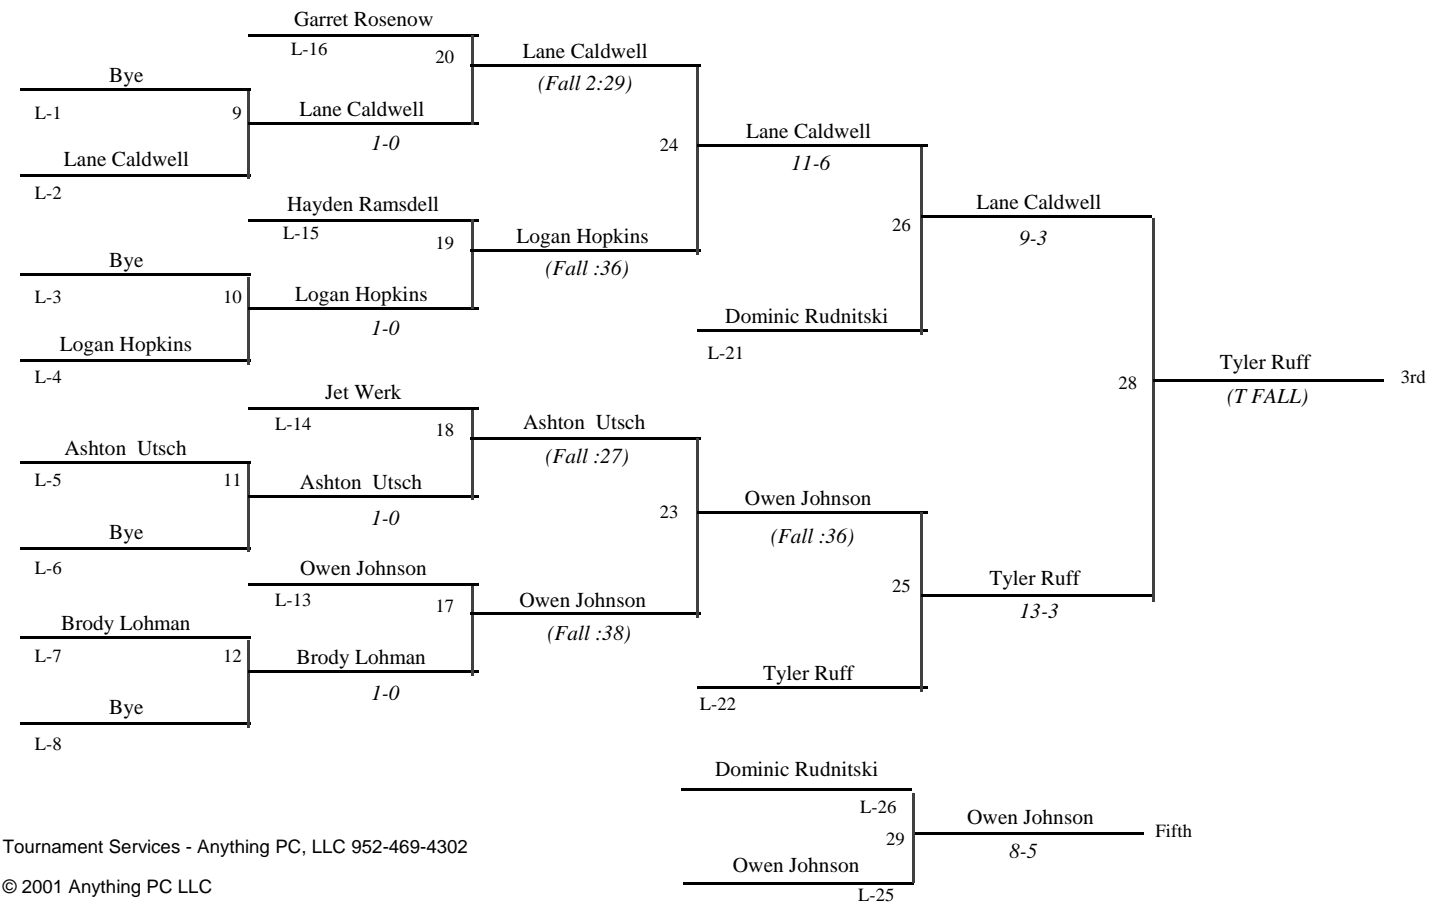 Garret Rosenow
L-16
20
Lane Caldwell
(Fall 2:29)
Bye
L-1
9
Lane Caldwell
1-0
24
Lane Caldwell
11-6
Lane Caldwell
L-2
Hayden Ramsdell
L-15
19
Logan Hopkins
(Fall :36)
26
Lane Caldwell
9-3
Bye
L-3
10
Logan Hopkins
1-0
Dominic Rudnitski
L-21
Logan Hopkins
L-4
28
Tyler Ruff
(T FALL)
3rd
Jet Werk
L-14
18
Ashton  Utsch
(Fall :27)
Ashton  Utsch
L-5
11
Ashton  Utsch
1-0
23
Owen Johnson
(Fall :36)
Bye
L-6
Owen Johnson
L-13
17
Owen Johnson
(Fall :38)
25
Tyler Ruff
13-3
Brody Lohman
L-7
12
Brody Lohman
1-0
Tyler Ruff
L-22
Bye
L-8
Dominic Rudnitski
L-26
29
Owen Johnson
8-5
Fifth
Owen Johnson
L-25
Tournament Services - Anything PC, LLC 952-469-4302
© 2001 Anything PC LLC